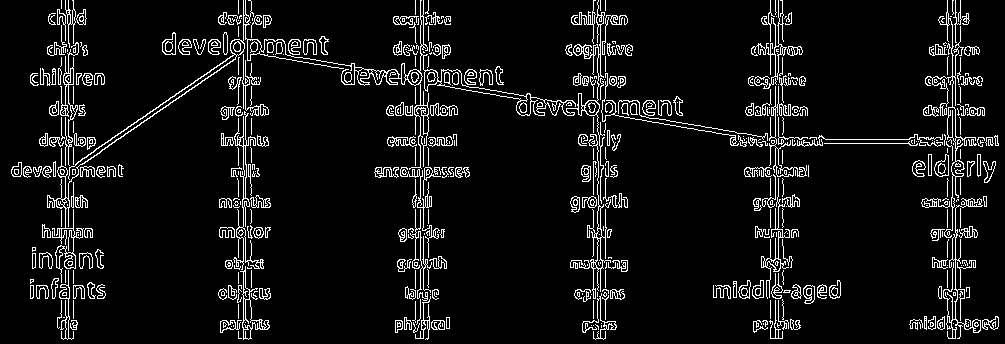 child develop cognitive children child child
child's development develop cognitive children children
children grow development develop cognitive cognitive
days growth education development definition definition
develop infants emotional early development development
development milk encompasses girls emotional elderly
health months fall growth growth emotional
human motor gender hair human growth
infant object growth maturing legal human
infants objects large options middle-aged legal
life parents physical peers parents middle-aged